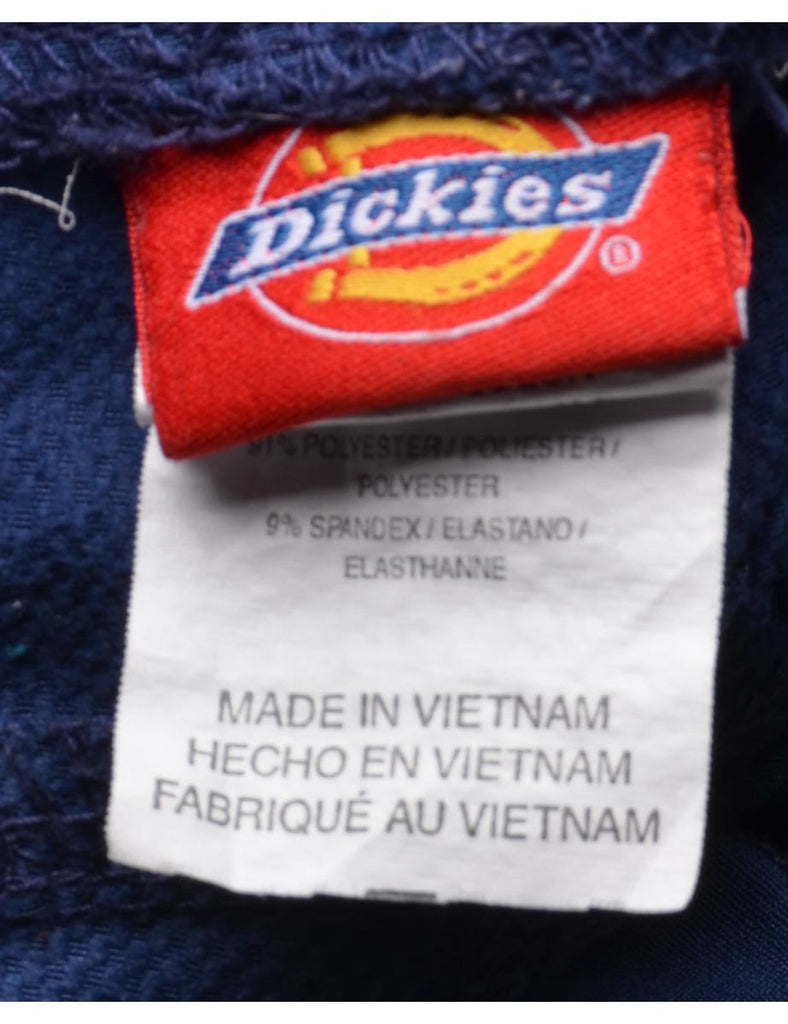 Dickies
®
91% POLYESTER / POLIESTER /
POLYESTER
9% SPANDEX / ELASTANO /
ELASTHANNE
MADE IN VIETNAM
HECHO EN VIETNAM
FABRIQUÉ AU VIETNAM